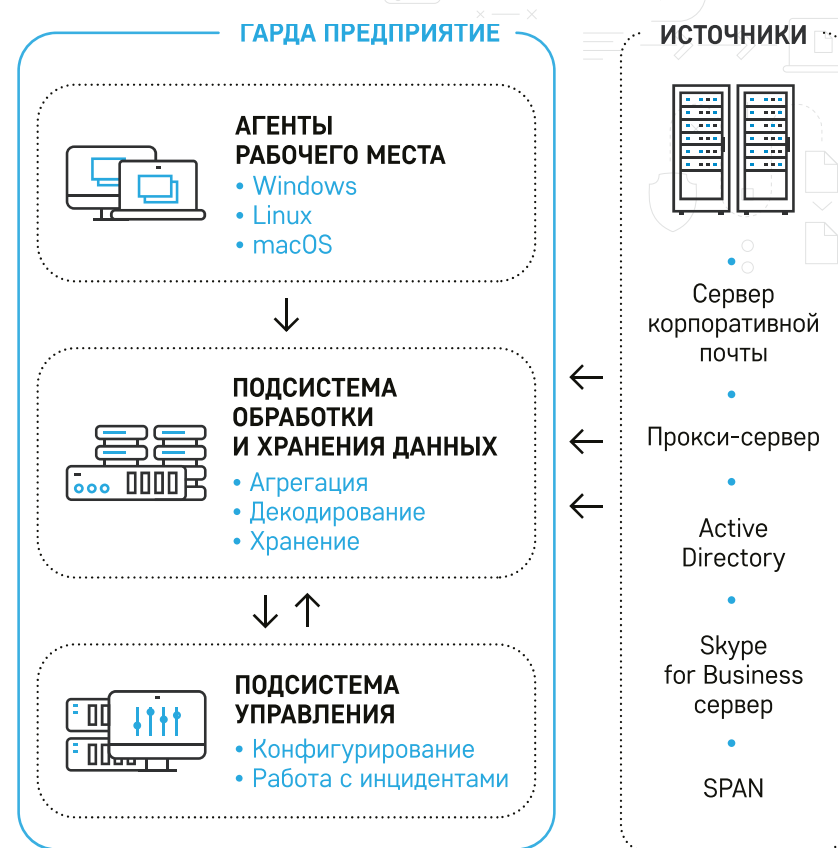 ГАРДА ПРЕДПРИЯТИЕ
АГЕНТЫ
РАБОЧЕГО МЕСТА
• Windows
• Linux
• macOS
ПОДСИСТЕМА
ОБРАБОТКИ
И ХРАНЕНИЯ ДАННЫХ
• Агрегация
• Декодирование
• Хранение
ПОДСИСТЕМА
УПРАВЛЕНИЯ
• Конфигурирование
• Работа с инцидентами
ИСТОЧНИКИ
Сервер
корпоративной
почты
Прокси-сервер
Active
Directory
Skype
for Business
сервер
SPAN